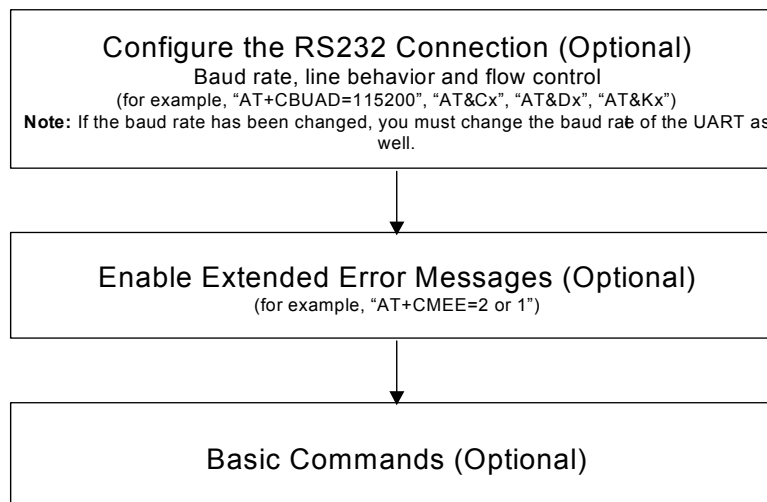 Configure the RS232 Connection (Optional)
Baud rate, line behavior and flow control
(for example, “AT+CBUAD=115200”, “AT&Cx”, “AT&Dx”, “AT&Kx”)
Note: If the baud rate has been changed, you must change the baud rate of the UART as
well.
Enable Extended Error Messages (Optional)
(for example, “AT+CMEE=2 or 1”)
Basic Commands (Optional)